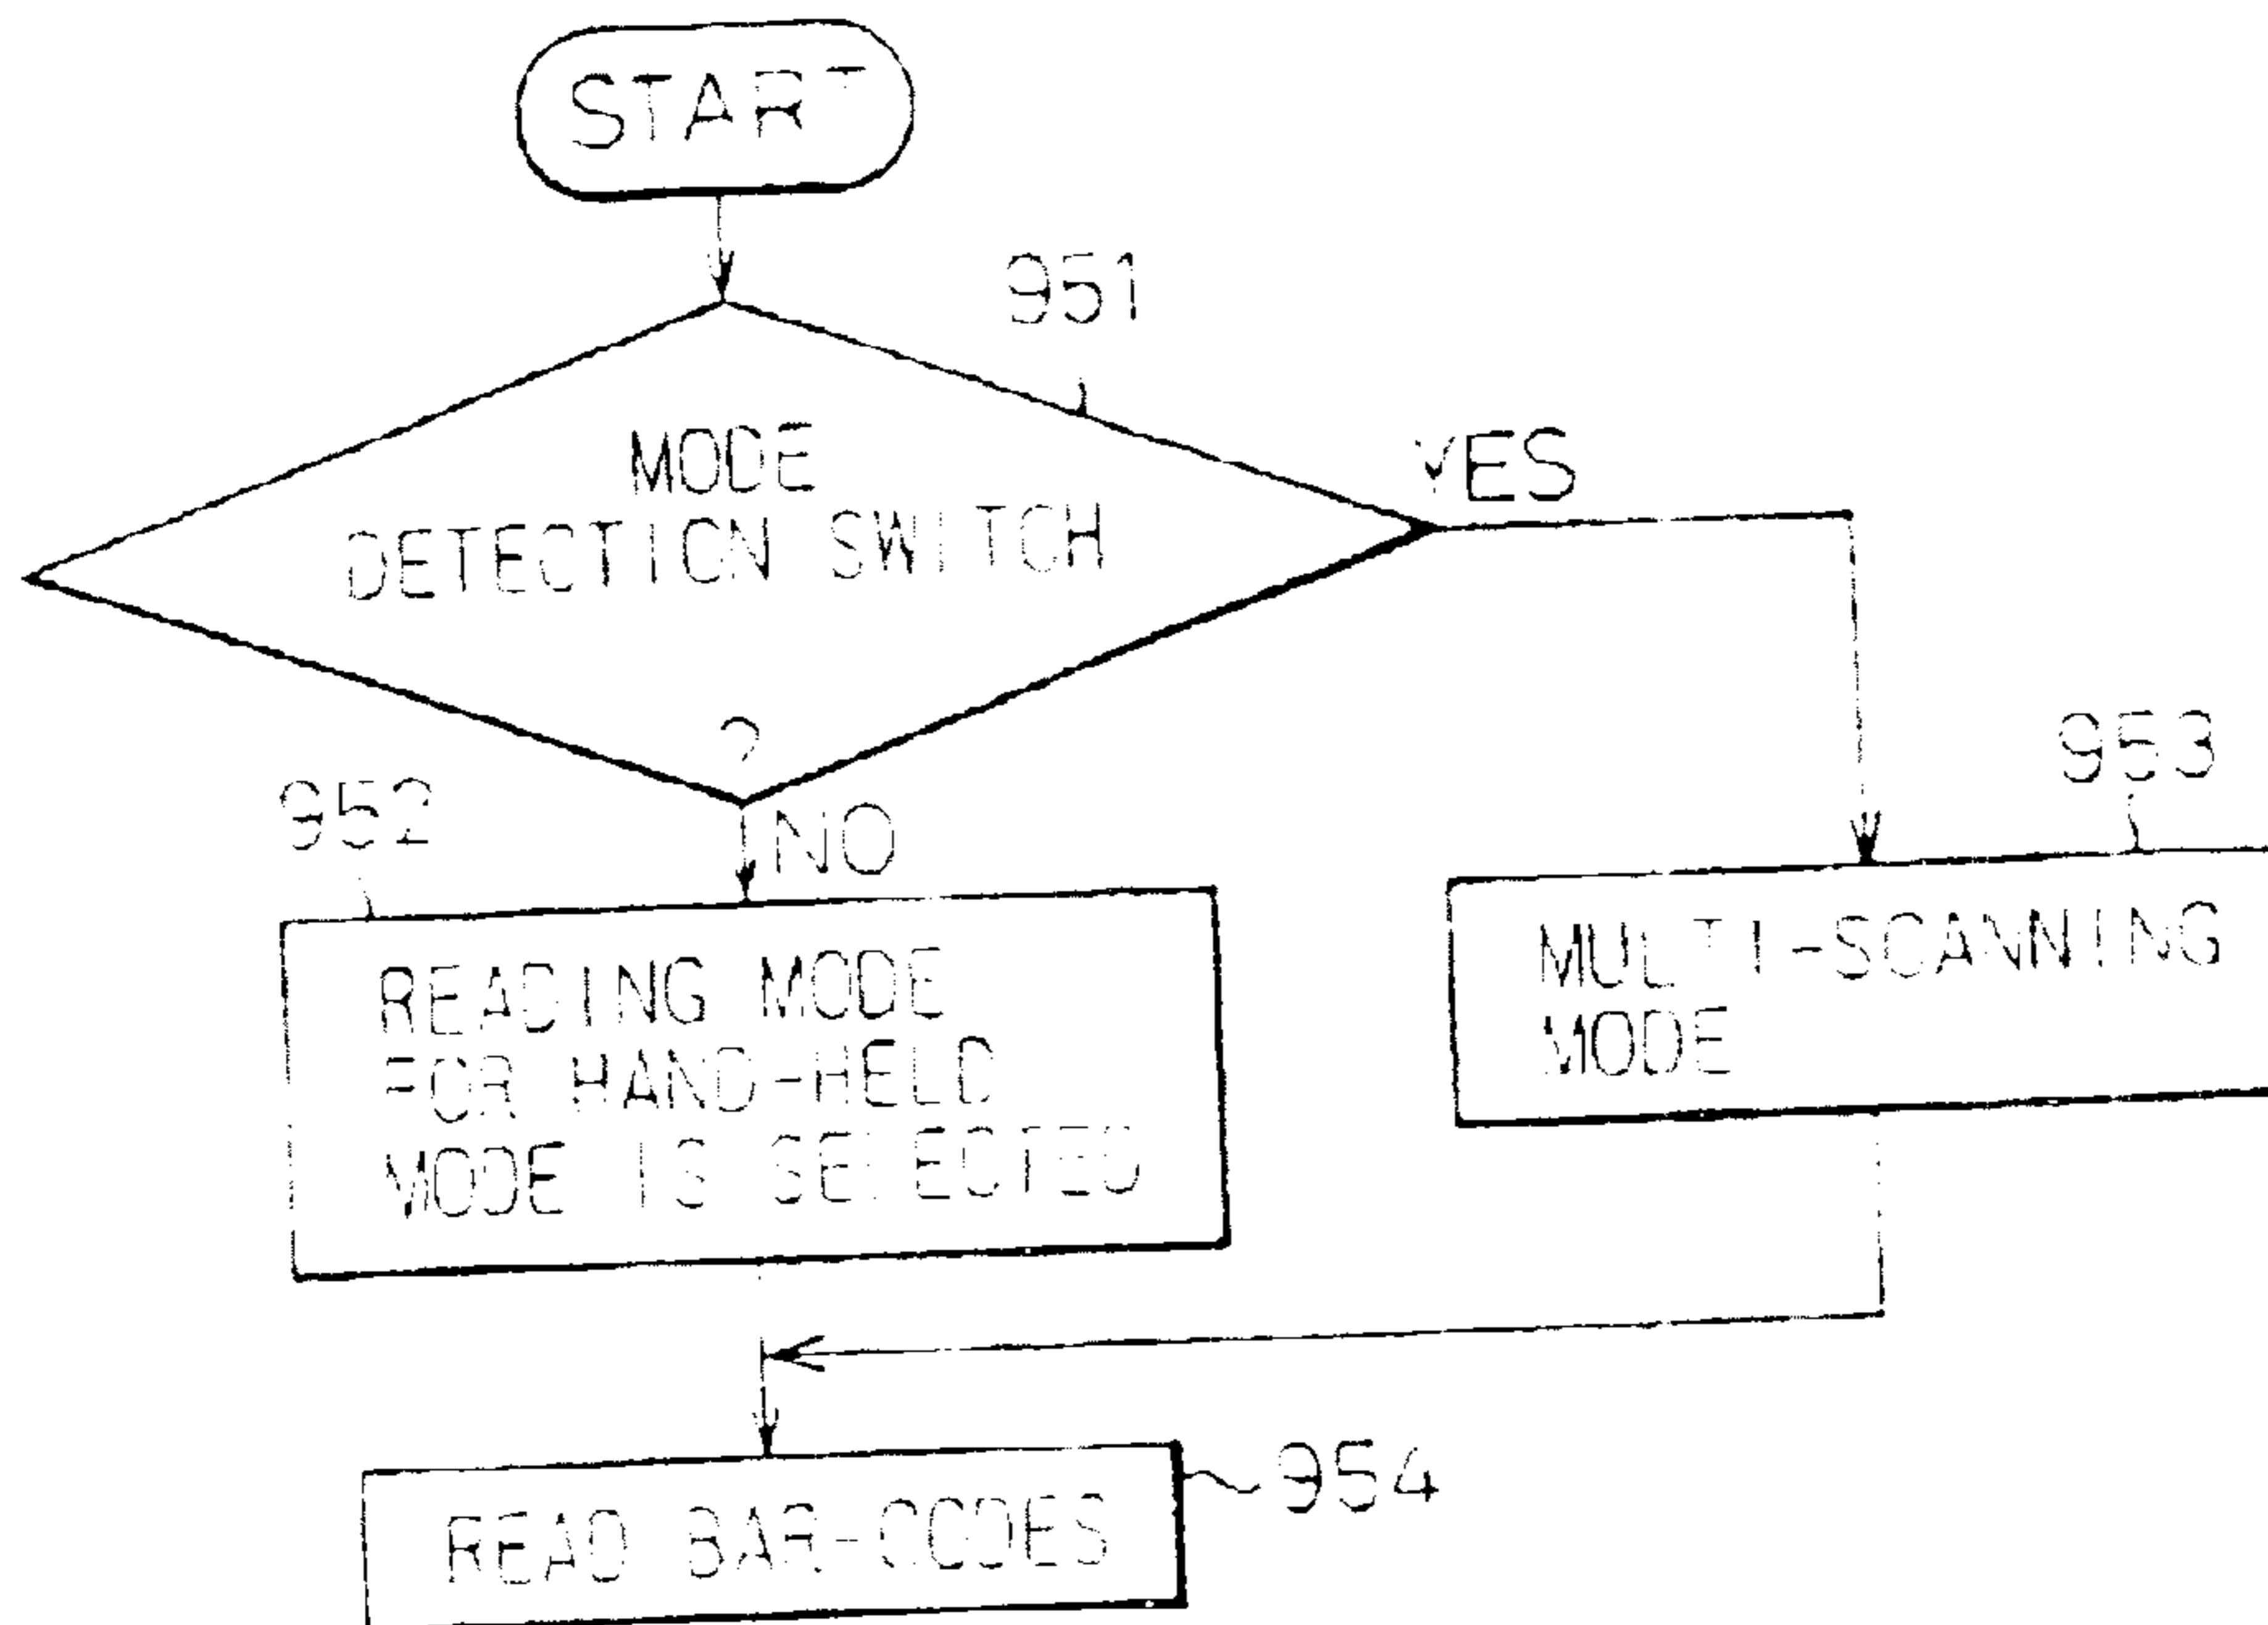 START
951
MODE
DETECTION SWITCH
?
YES
NO
952
READING MODE
FOR HAND-HELD
MODE IS SELECTED
953
MULTI-SCANNING
MODE
READ BAR-CODES
954